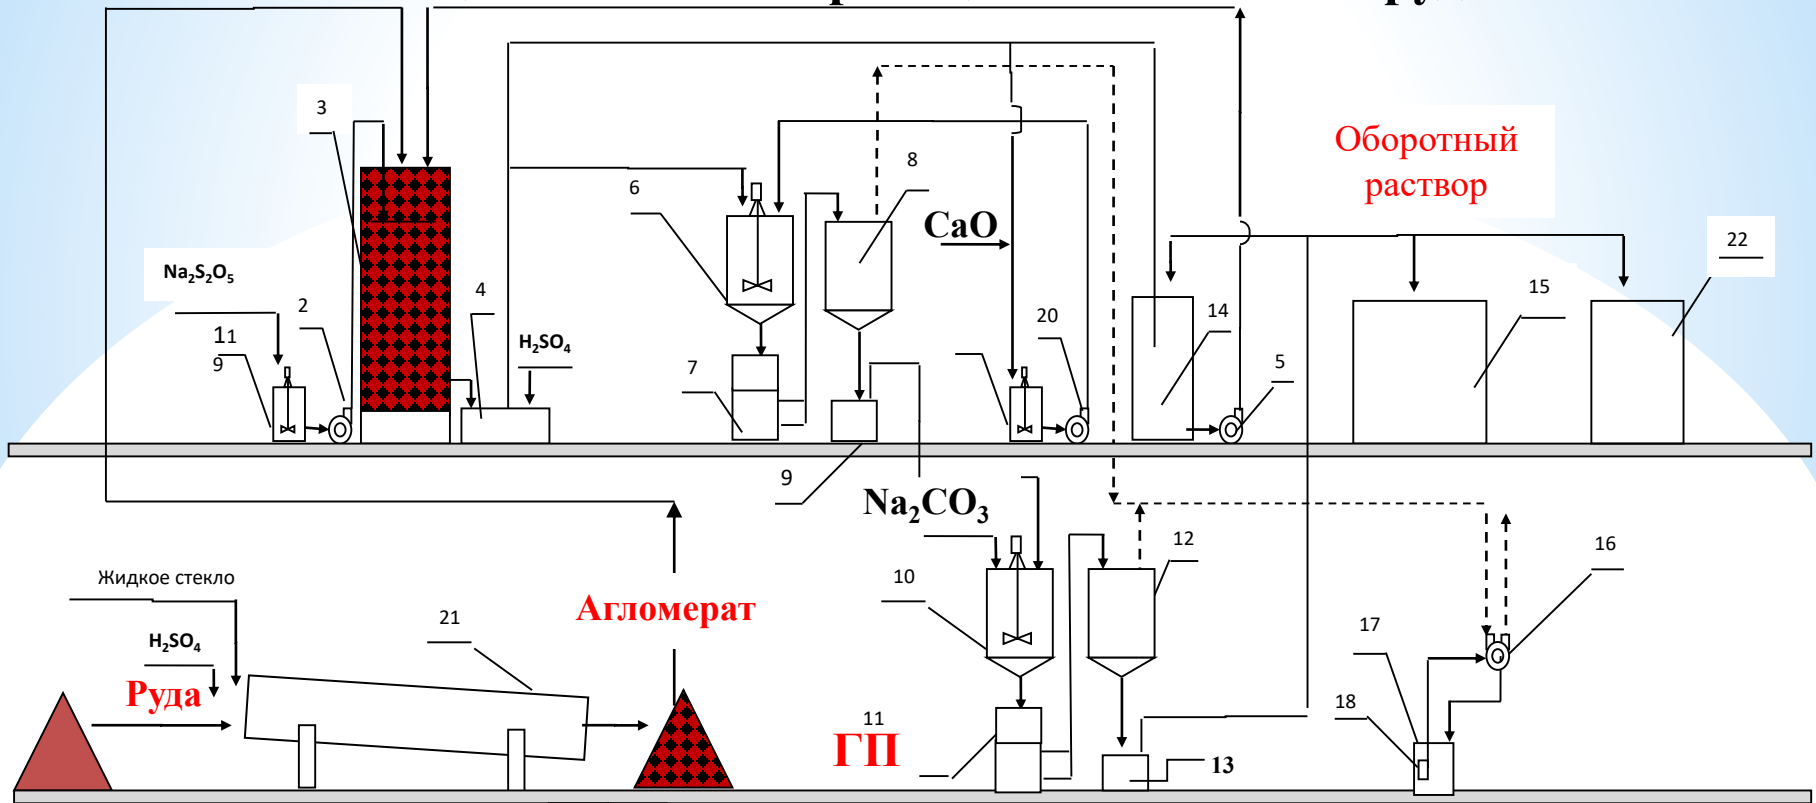 3
Оборотный
раствор
8
6
CaO
22
Na₂S₂O₅
4
2
15
14
20
11
H₂SO₄
9
7
5
9
Na₂CO₃
12
16
Жидкое стекло
10
Агломерат
21
17
H₂SO₄
Руда
18
11
ГП
13